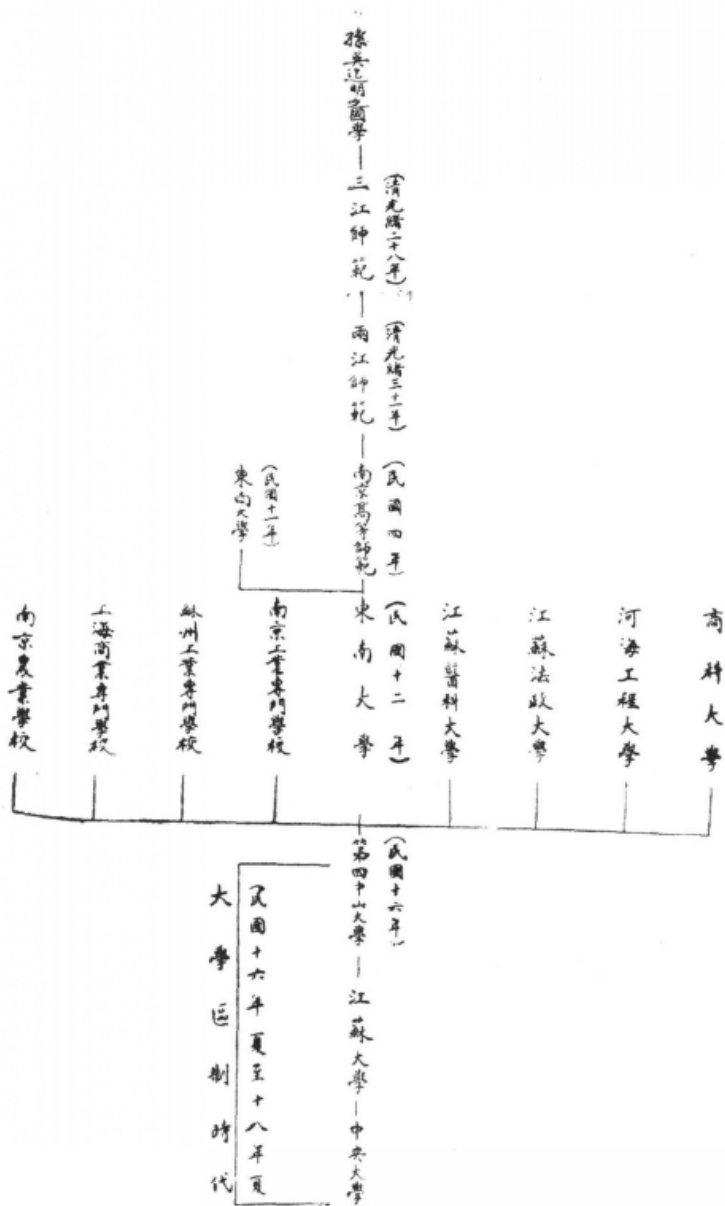 吳迄明之國學
三江師範
(清光緒二十八年)
兩江師範
(清光緒三十一年)
南京高等師範
(民國四年)
東南大學
(民國十一年)
東南大學
(民國十二年)
商科大學
河海工程大學
江蘇法政大學
江蘇醫科大學
南京工業專門學校
蘇州工業專門學校
上海商業專門學校
南京農業學校
第四中山大學
(民國十六年)
江蘇大學
中央大學
民國十六年夏至十八年夏
大學區制時代